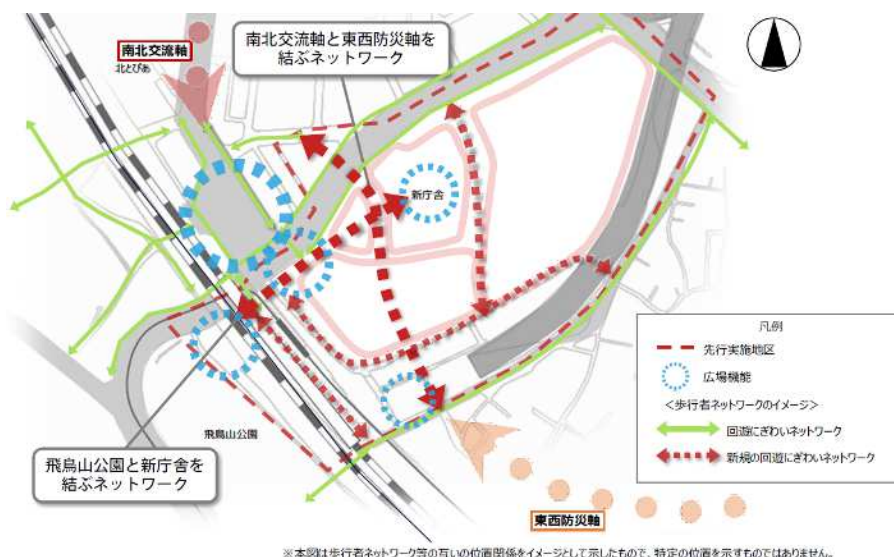 南北交流軸
北とぴあ
南北交流軸と東西防災軸を
結ぶネットワーク
新庁舎
凡例
先行実施地区
広場機能
<歩行者ネットワークのイメージ>
回遊にぎわいネットワーク
新規の回遊にぎわいネットワーク
飛鳥山公園
飛鳥山公園と新庁舎を
結ぶネットワーク
東西防災軸
※本図は歩行者ネットワーク等の互いの位置関係をイメージとして示したもので、特定の位置を示すものではありません。